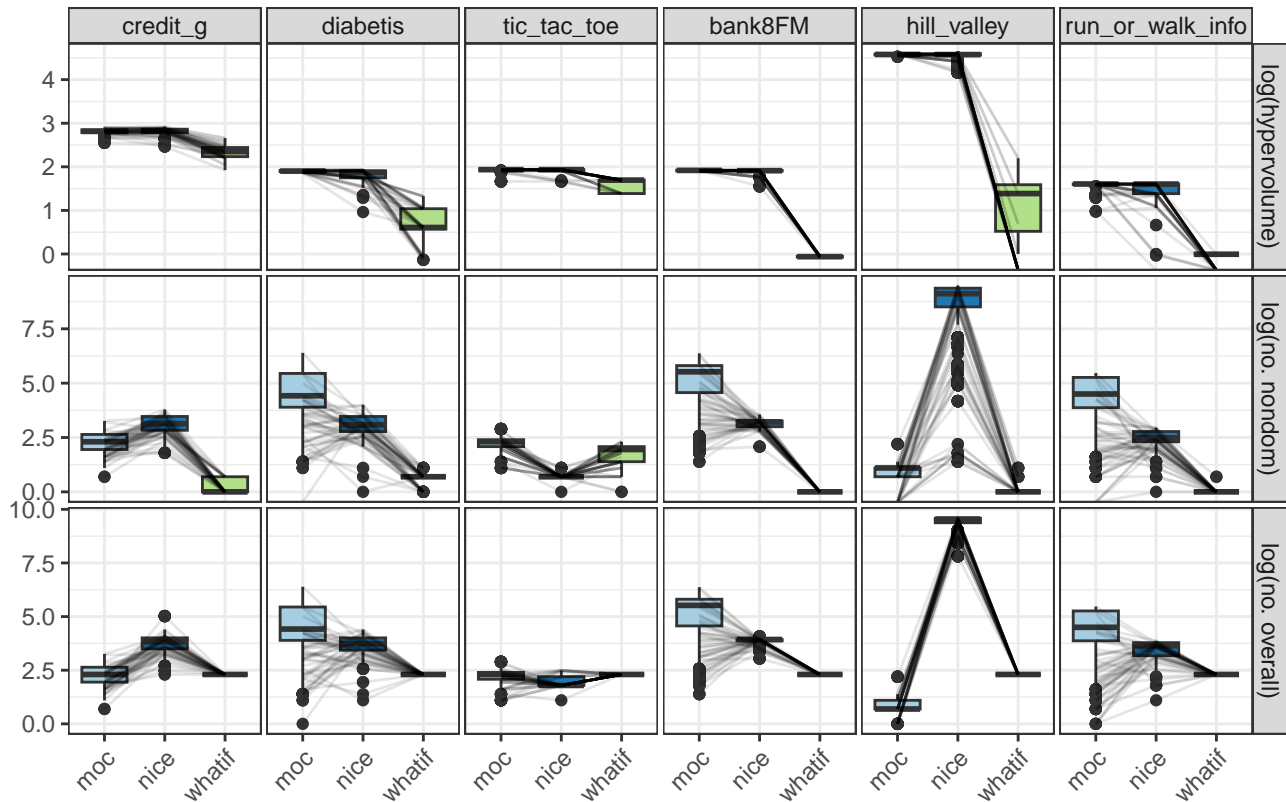 credit_g diabetis tic_tac_toe bank8FM hill_valley run_or_walk_info
4
3
2
1
0
log(hypervolume)
7.5
5.0
2.5
0.0
log(no. nondom)
10.0
7.5
5.0
2.5
0.0
log(no. overall)
moc nice whatif moc nice whatif moc nice whatif moc nice whatif moc nice whatif moc nice whatif